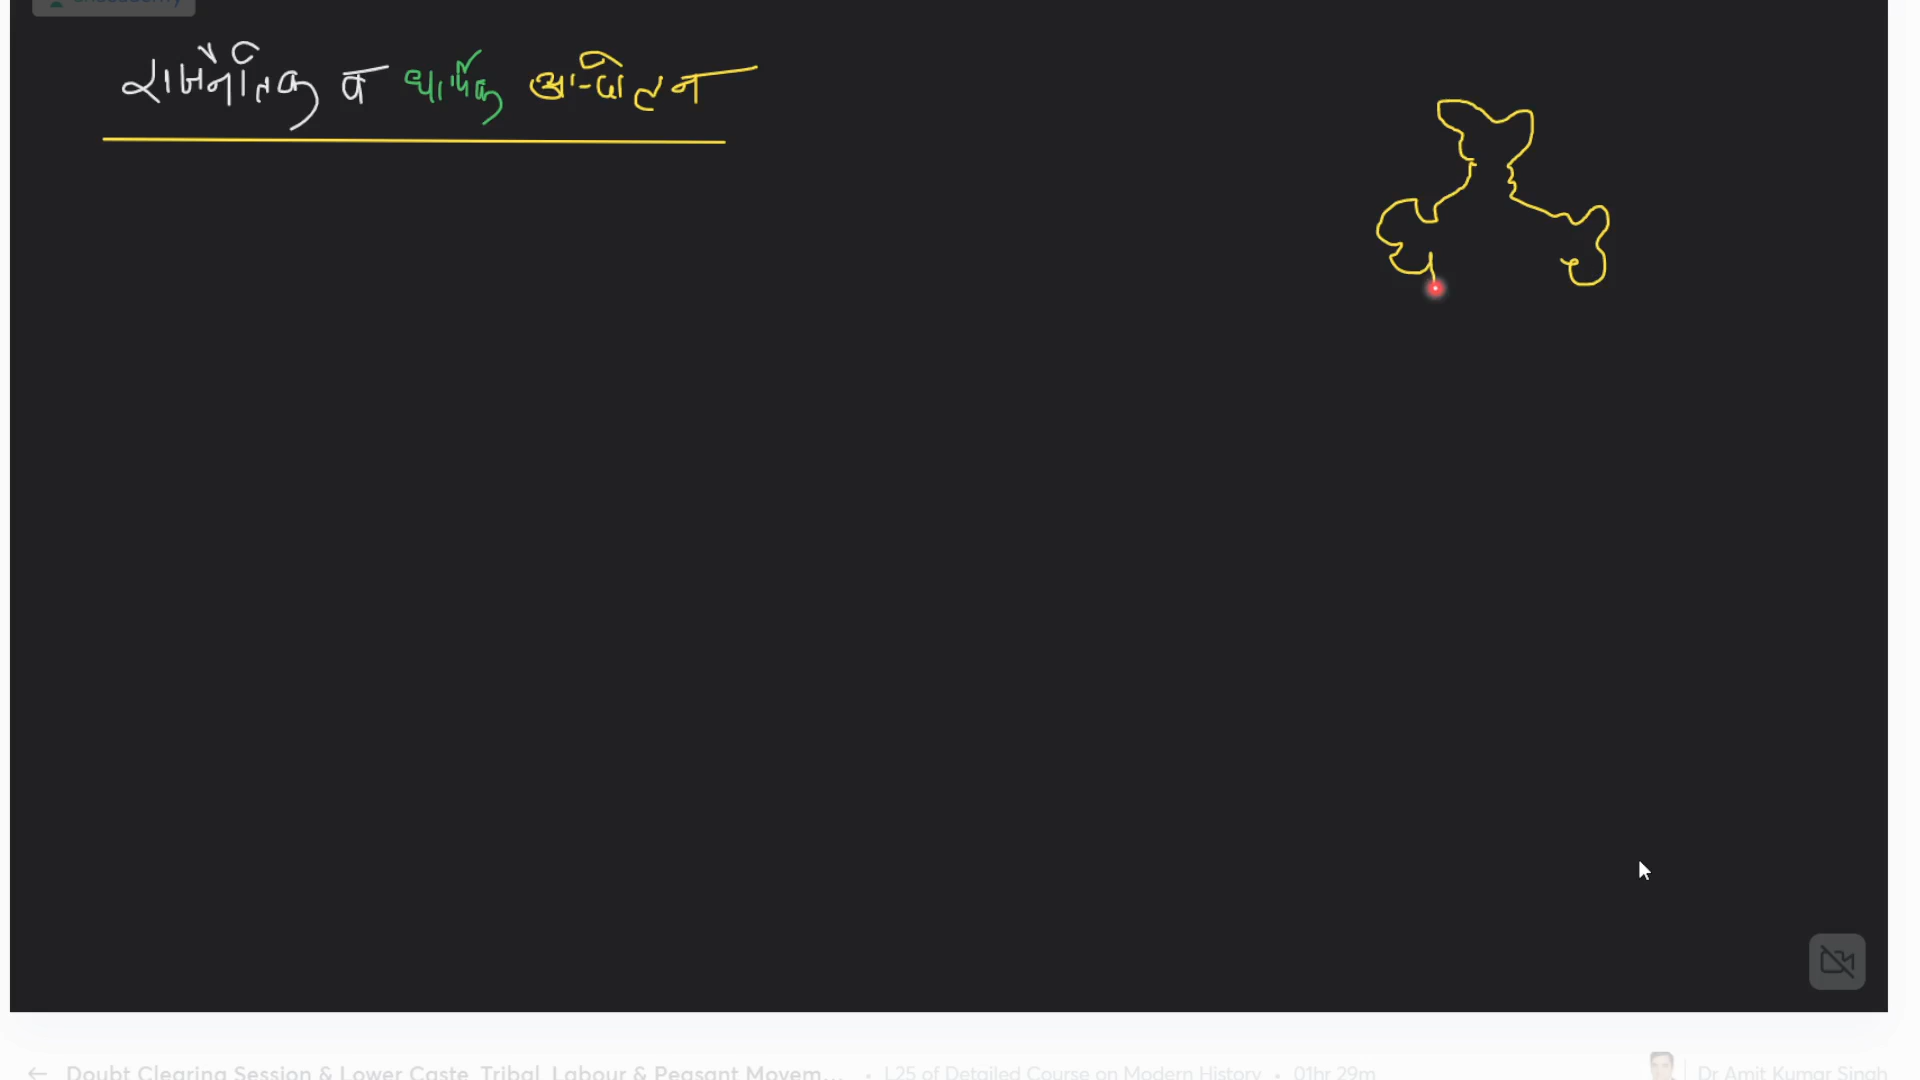 राजनैतिक व धार्मिक आन्दोलन
Doubt Clearing Session & Lower Caste, Tribal, Labour & Peasant Movem... • L25 of Detailed Course on Modern History • 01hr 29m
Dr Amit Kumar Singh